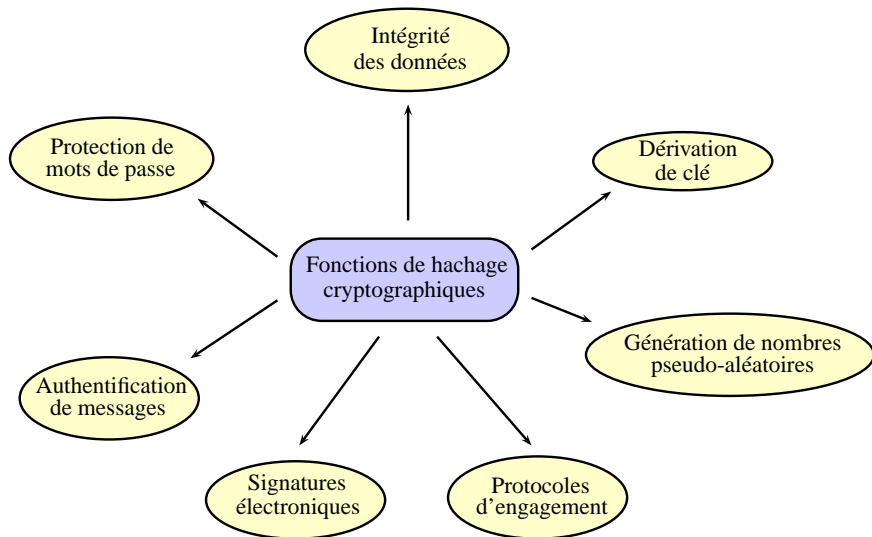 Intégrité
des données
Protection de
mots de passe
Dérivation
de clé
Fonctions de hachage
cryptographiques
Génération de nombres
pseudo-aléatoires
Authentification
de messages
Signatures
électroniques
Protocoles
d’engagement